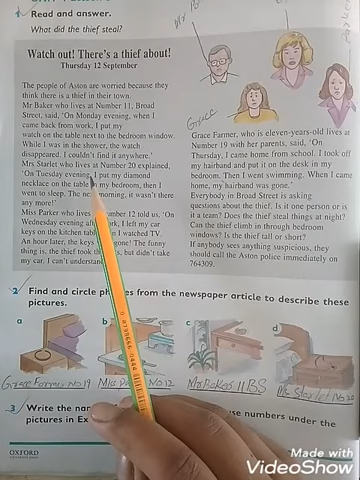 1 Read and answer.
What did the thief steal?
Watch out! There's a thief about!
Thursday 12 September
The people of Aston are worried because they
think there is a thief in their town.
Mr Baker who lives at Number 11, Broad
Street, said, 'On Monday evening, when I
came back from work, I put my
watch on the table next to the bedroom window.
While I was in the shower, the watch
disappeared. I couldn't find it anywhere.'
Mrs Starlet who lives at Number 20 explained,
'On Tuesday evening, I put my diamond
necklace on the table in my bedroom, then I
went to sleep. The next morning, it wasn't there
any more!'
Miss Parker who lives at Number 12 told us, 'On
Wednesday evening after work, I left my car
keys on the kitchen table. Then I watched TV.
An hour later, the keys were gone! The funny
thing is, the thief took the keys, but didn't take
my car. I can't understand
Grace
Grace Farmer, who is eleven-years-old lives at
Number 19 with her parents, said, 'On
Thursday, I came home from school. I took off
my hairband and put it on the desk in my
bedroom. Then I went swimming. When I came
home, my hairband was gone.'
Everybody in Broad Street is asking
questions about the thief. Is it one person or is
it a team? Does the thief steal things at night?
Can the thief climb through bedroom
windows? Is the thief tall or short?
If anybody sees anything suspicious, they
should call the Aston police immediately on
764309.
2 Find and circle phrases from the newspaper article to describe these
pictures.
a b c d
Grace Farmer No 19 Miss P No.12 Mr Baker 11 BS Mr Starlet No 20
3 Write the use numbers under the
pictures in Ex
OXFORD
Made with
VideoShow